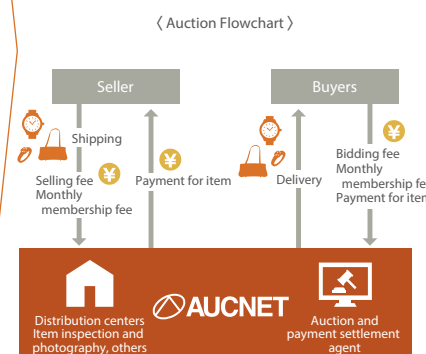 〈 Auction Flowchart 〉
Seller
Buyers
Shipping
Selling fee ¥
Monthly
membership fee
¥
Payment for item
Delivery
¥
Bidding fee
Monthly
membership fe
Payment for item
AUCNET
Distribution centers
Item inspection and
photography, others
Auction and
payment settlement
agent